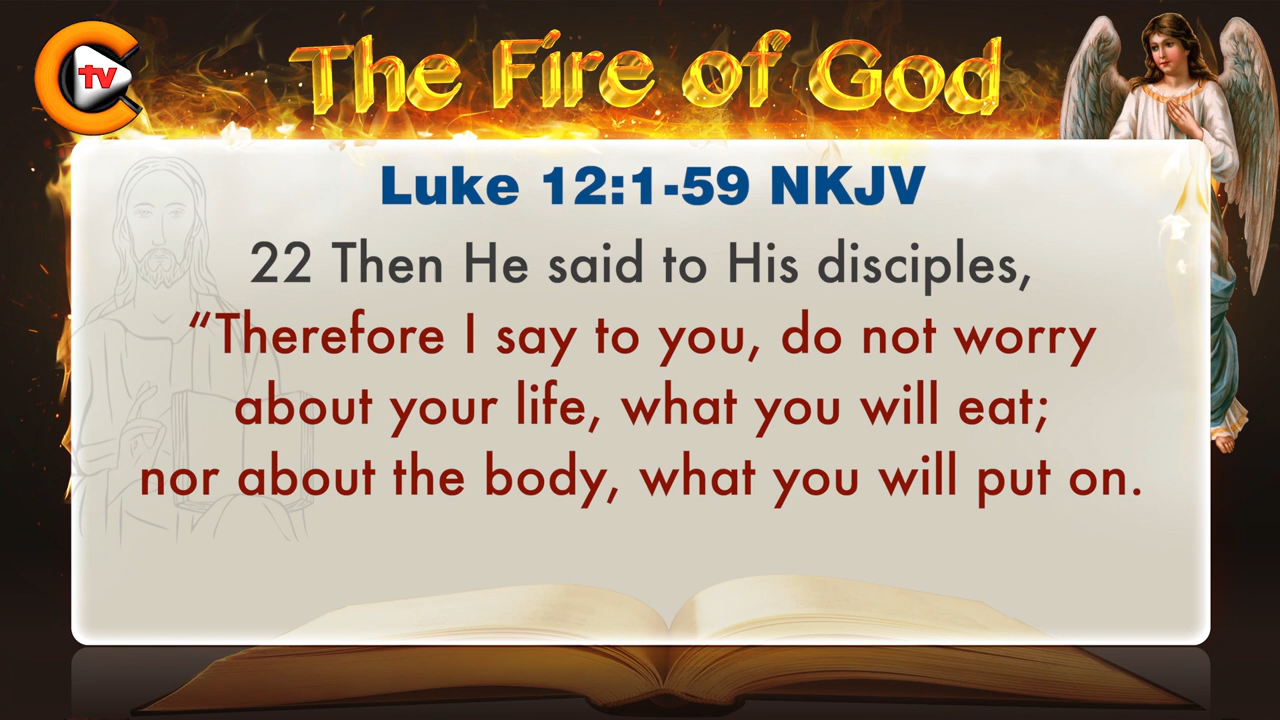 tv
The Fire of God
Luke 12:1-59 NKJV
22 Then He said to His disciples,
“Therefore I say to you, do not worry
about your life, what you will eat;
nor about the body, what you will put on.